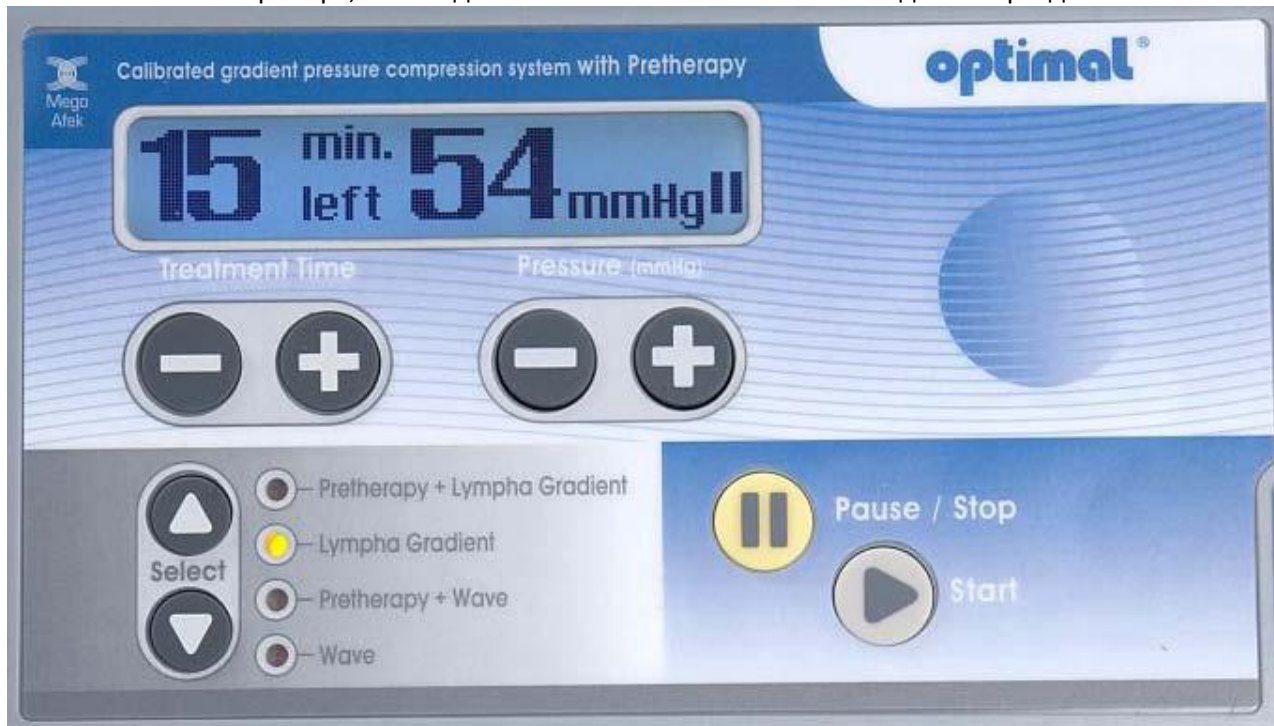 Calibrated gradient pressure compression system with Pretherapy
optimal®
Mego
Afek
15 min. left 54 mmHg
Treatment Time
Pressure (mmHg)
Select
Pretherapy + Lympha Gradient
Lympha Gradient
Pretherapy + Wave
Wave
Pause / Stop
Start